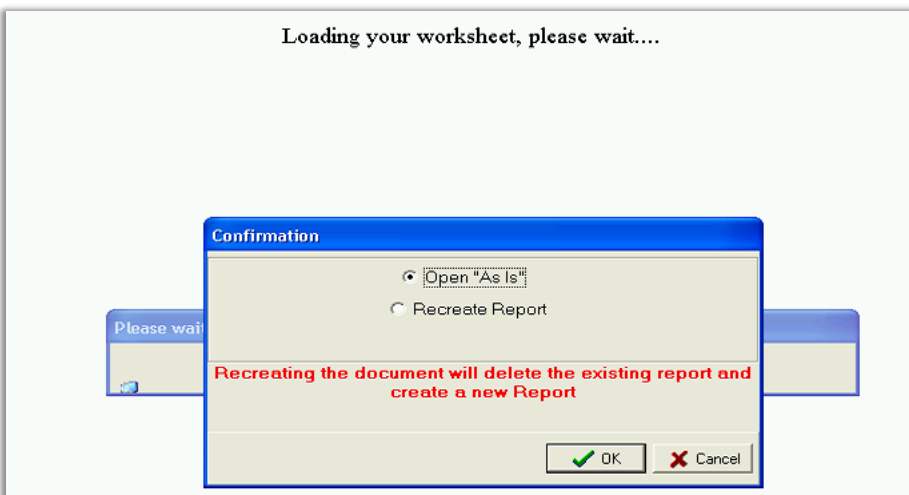 Loading your worksheet, please wait....
Confirmation
Open "As Is"
Recreate Report
Please wait
Recreating the document will delete the existing report and
create a new Report
OK
Cancel